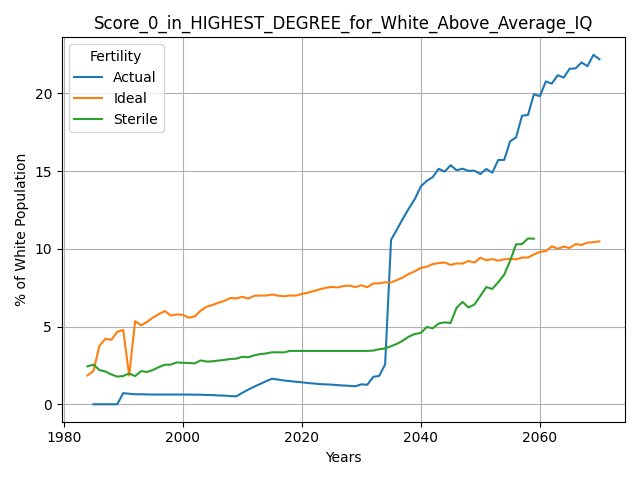 Score_0_in_HIGHEST_DEGREE_for_White_Above_Average_IQ
Fertility
Actual
Ideal
Sterile
% of White Population
20
15
10
5
0
1980
2000
2020
2040
2060
Years